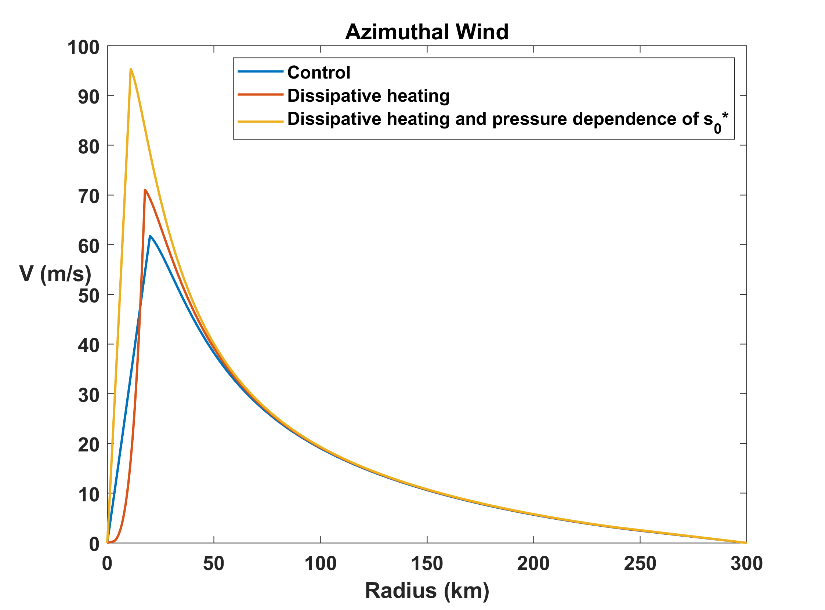 Azimuthal Wind
Control
Dissipative heating
Dissipative heating and pressure dependence of s0*
100
90
80
70
60
50
40
30
20
10
0
V (m/s)
0 50 100 150 200 250 300
Radius (km)